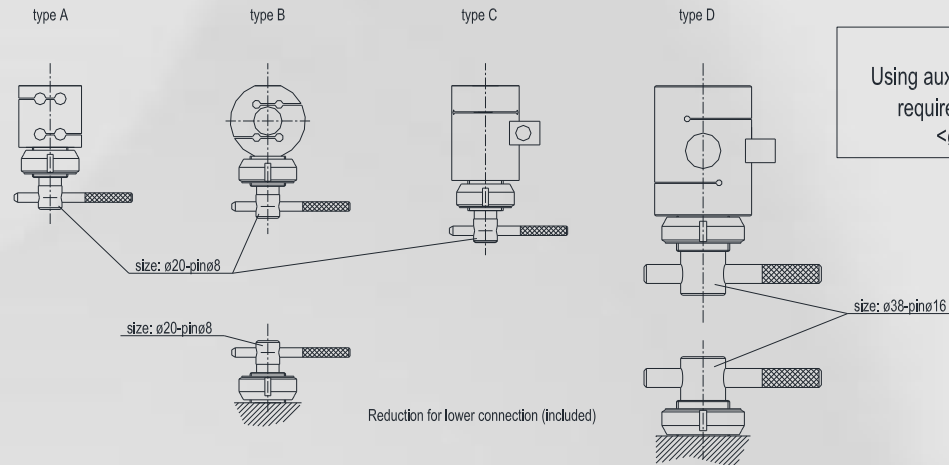 type A
type B
type C
type D
Using
require
size: ø20-pinø8
size: ø38-pinø16
size: ø20-pinø8
Reduction for lower connection (included)